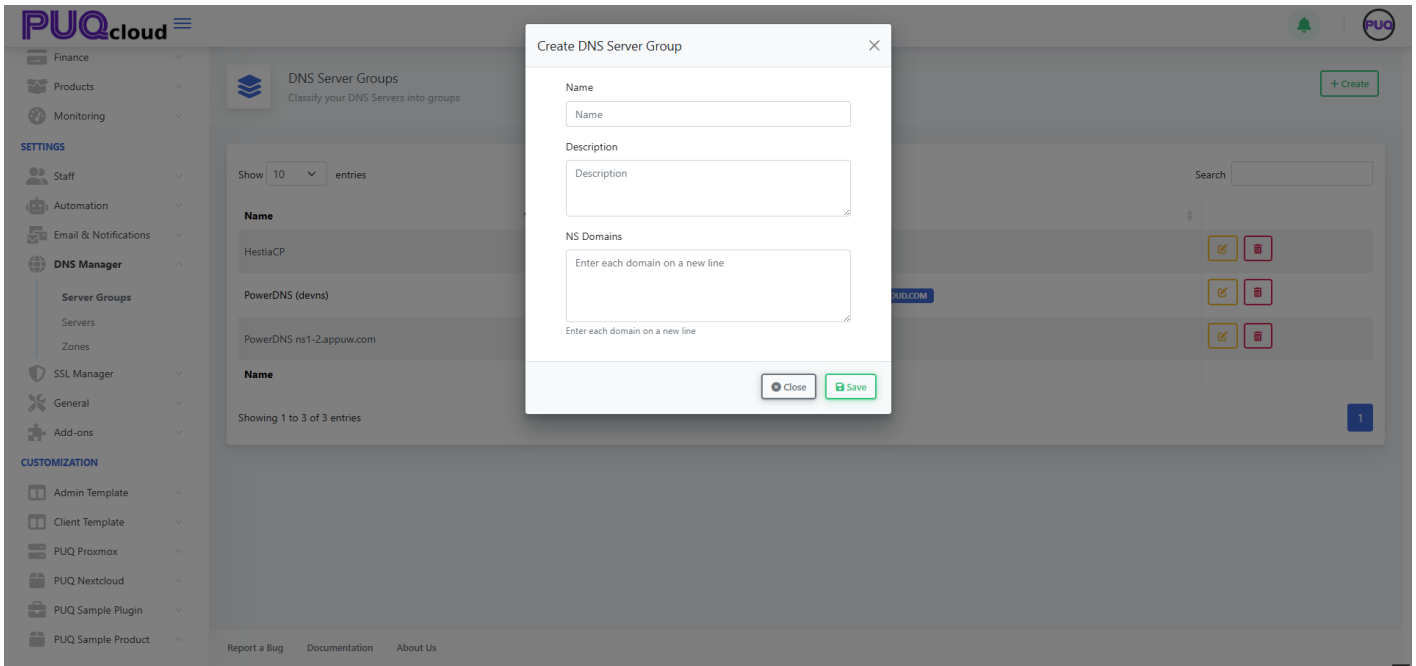 PUQcloud
PUQ
Finance
Products
Monitoring
SETTINGS
Staff
Automation
Email & Notifications
DNS Manager
Server Groups
Servers
Zones
SSL Manager
General
Add-ons
CUSTOMIZATION
Admin Template
Client Template
PUQ Proxmox
PUQ Nextcloud
PUQ Sample Plugin
PUQ Sample Product
DNS Server Groups
Classify your DNS Servers into groups
+ Create
Show 10 entries
Search
Name
HestiaCP
PowerDNS (devns)
OUD.COM
PowerDNS ns1-2.appuw.com
Name
Showing 1 to 3 of 3 entries
1
Create DNS Server Group
Name
Name
Description
Description
NS Domains
Enter each domain on a new line
Enter each domain on a new line
Close
Save
Report a Bug Documentation About Us